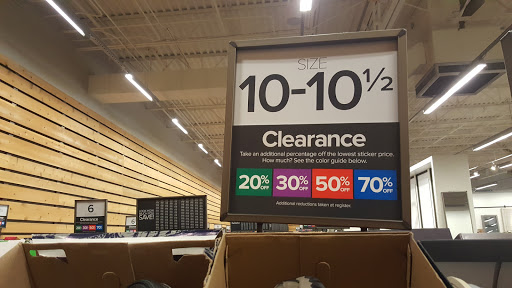 SIZE
10-10½
Clearance
Take an additional percentage off the lowest sticker price.
How much? See the color guide below.
20% OFF 30% OFF 50% OFF 70% OFF
Additional reductions taken at register.
6
Clearance